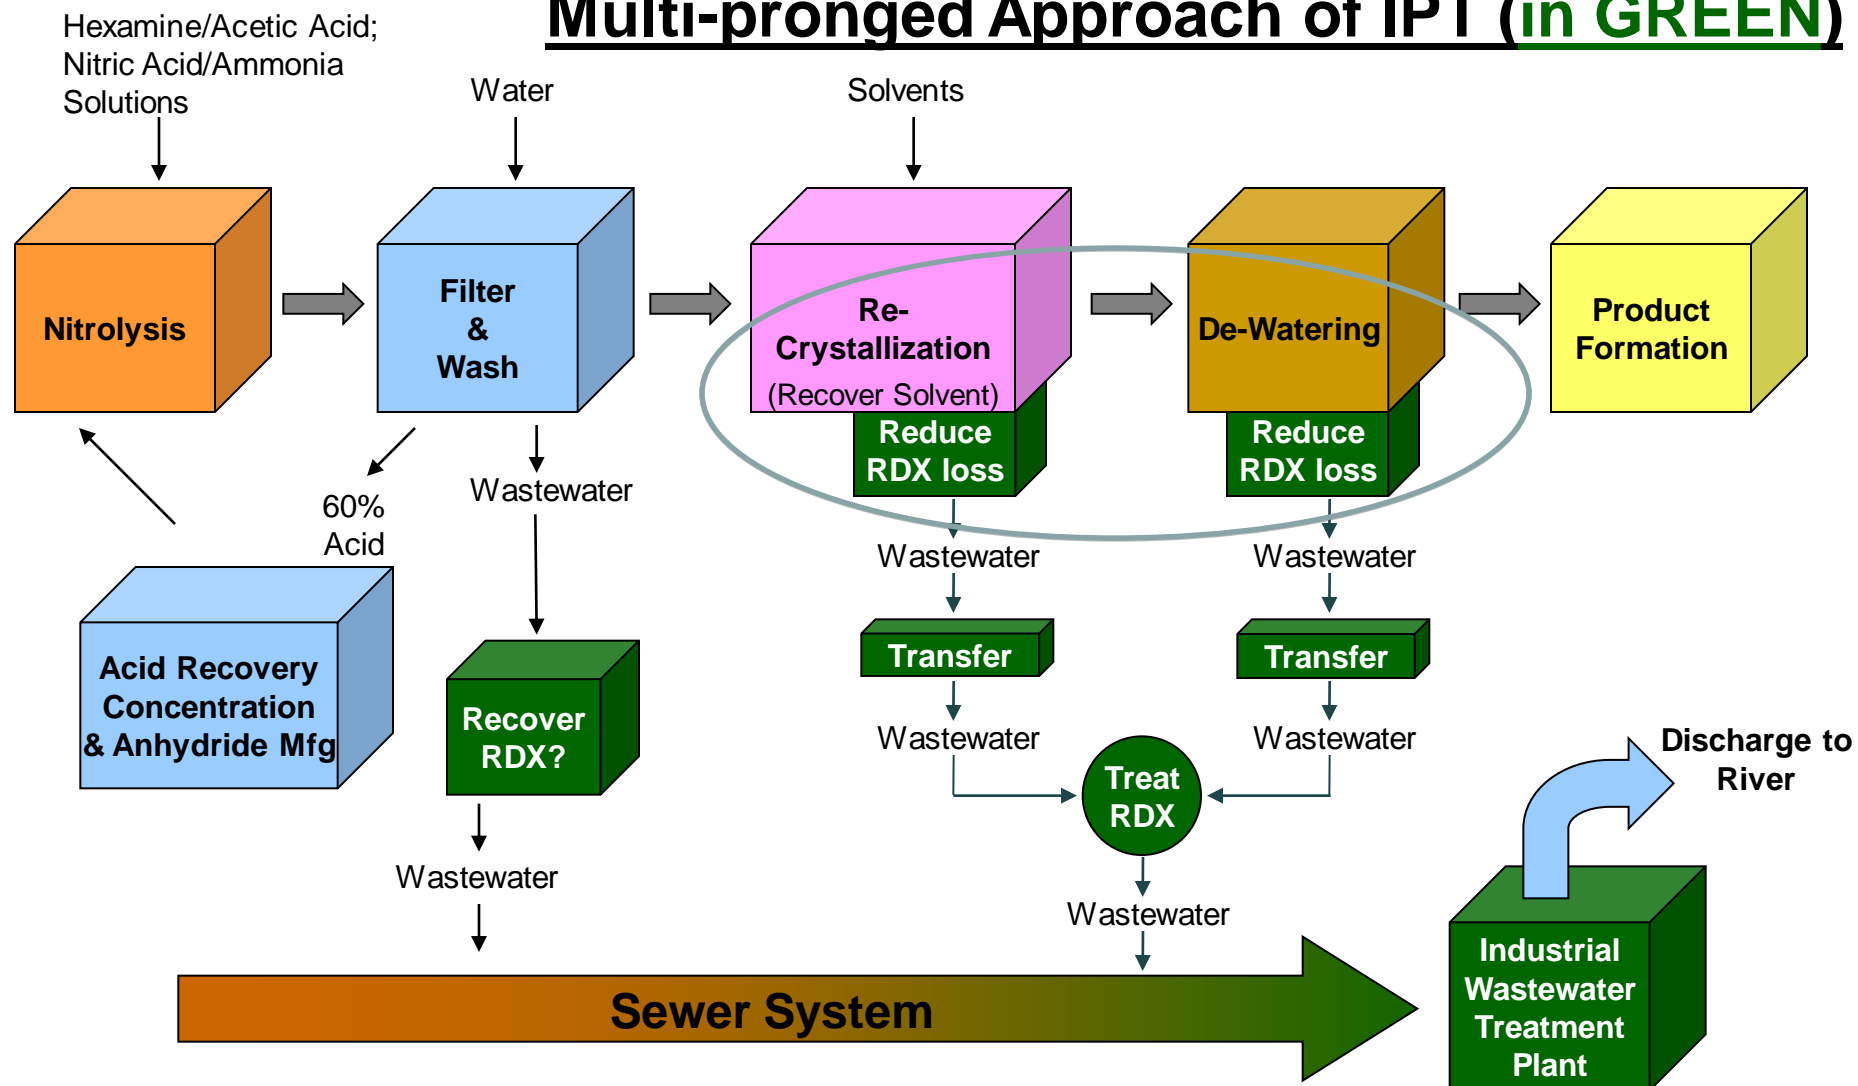 Multi-pronged Approach of IPT (in GREEN)
Hexamine/Acetic Acid;
Nitric Acid/Ammonia
Solutions
Water
Solvents
Nitrolysis
Filter
&
Wash
Re-
Crystallization
(Recover Solvent)
De-Watering
Product
Formation
Reduce
RDX loss
Reduce
RDX loss
60%
Acid
Wastewater
Wastewater
Wastewater
Acid Recovery
Concentration
& Anhydride Mfg
Recover
RDX?
Transfer
Transfer
Wastewater
Wastewater
Treat
RDX
Discharge to
River
Wastewater
Wastewater
Sewer System
Industrial
Wastewater
Treatment
Plant